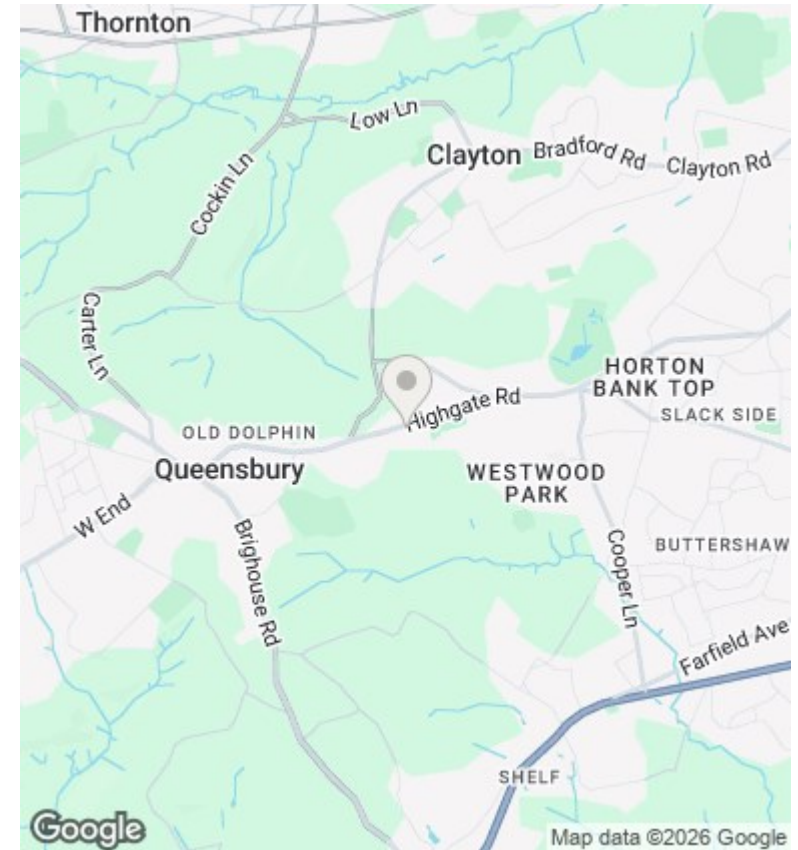 Thornton
Low Ln
Clayton
Bradford Rd
Clayton Rd
Cockin Ln
Carter Ln
HORTON
BANK TOP
Highgate Rd
SLACK SIDE
OLD DOLPHIN
Queensbury
WESTWOOD
PARK
W End
Brighouse Rd
Cooper Ln
BUTTERSHAW
Farfield Ave
SHELF
Google
Map data ©2026 Google